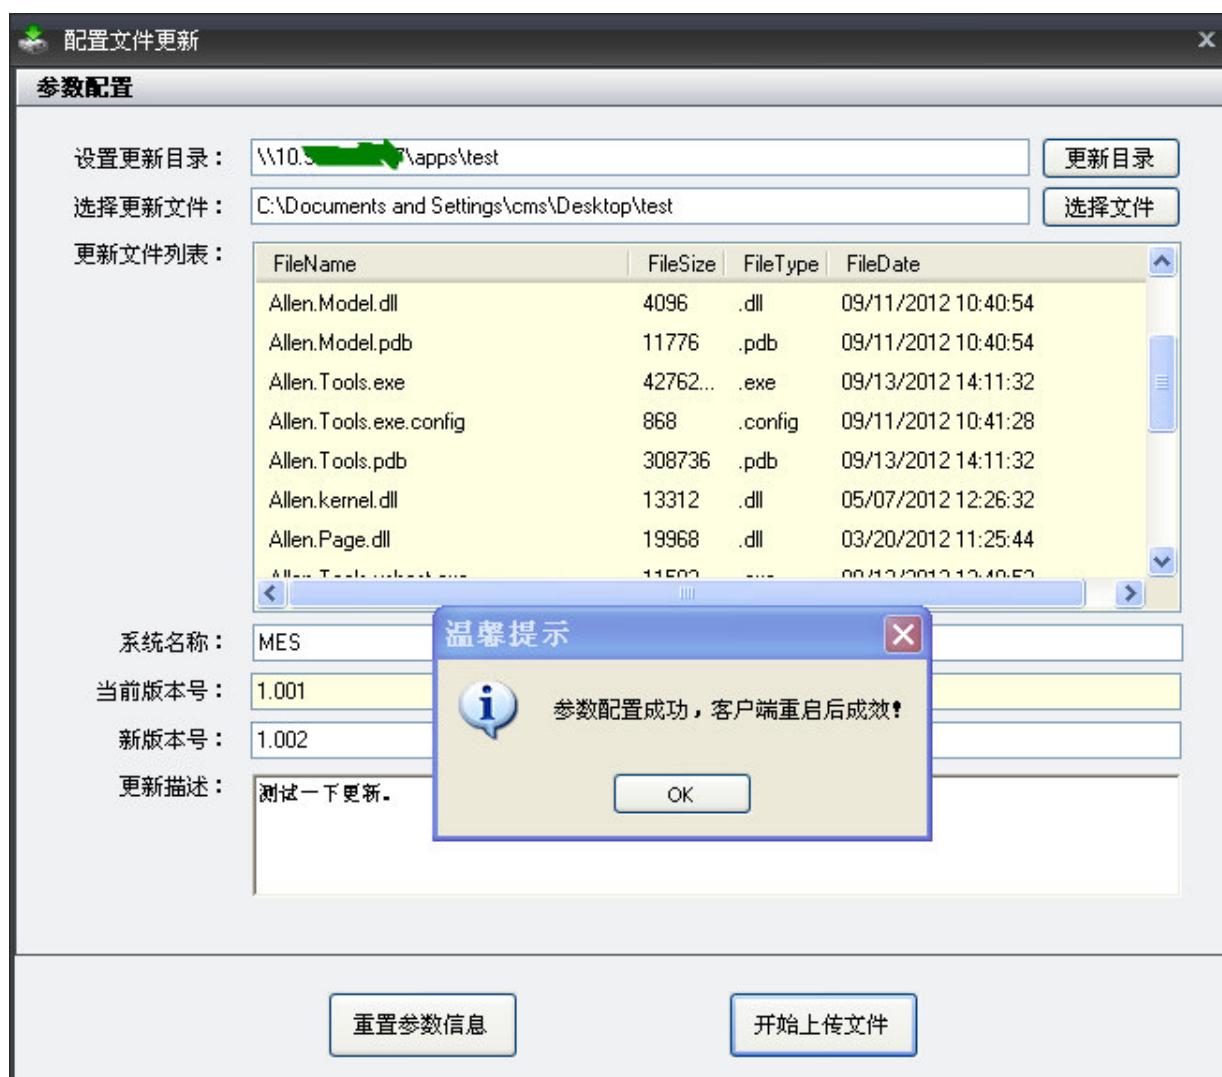 配置文件更新
参数配置
设置更新目录： \\10. \apps\test 更新目录
选择更新文件： C:\Documents and Settings\cms\Desktop\test 选择文件
更新文件列表：
FileName FileSize FileType FileDate
Allen.Model.dll 4096 .dll 09/11/2012 10:40:54
Allen.Model.pdb 11776 .pdb 09/11/2012 10:40:54
Allen.Tools.exe 42762... .exe 09/13/2012 14:11:32
Allen.Tools.exe.config 868 .config 09/11/2012 10:41:28
Allen.Tools.pdb 308736 .pdb 09/13/2012 14:11:32
Allen.kernel.dll 13312 .dll 05/07/2012 12:26:32
Allen.Page.dll 19968 .dll 03/20/2012 11:25:44
系统名称： MES
温馨提示
当前版本号： 1.001
参数配置成功，客户端重启后成效！
新版本号： 1.002
更新描述： 测试一下更新。
OK
重置参数信息 开始上传文件